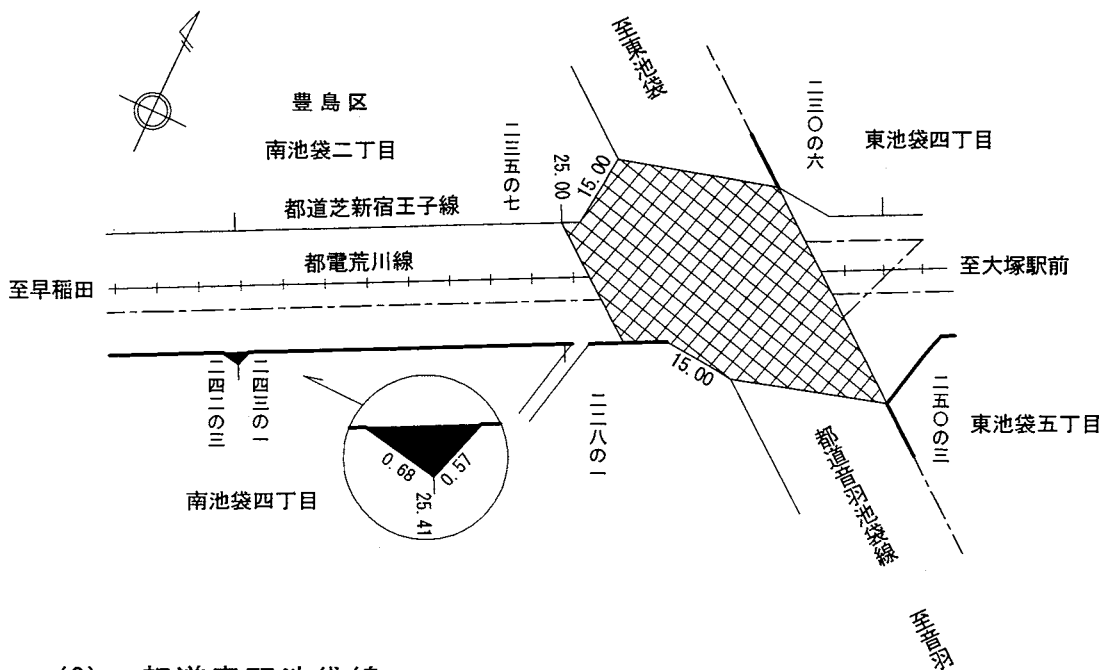 至東池袋
豊島区
南池袋二丁目
二三五の七
25.00
15.00
二三〇の六
東池袋四丁目
都道芝新宿王子線
都電荒川線
至早稲田
至大塚駅前
15.00
二四二の三
二四三の一
二二八の一
二五〇の三
東池袋五丁目
0.68
0.57
25.41
南池袋四丁目
都道音羽池袋線
至音羽